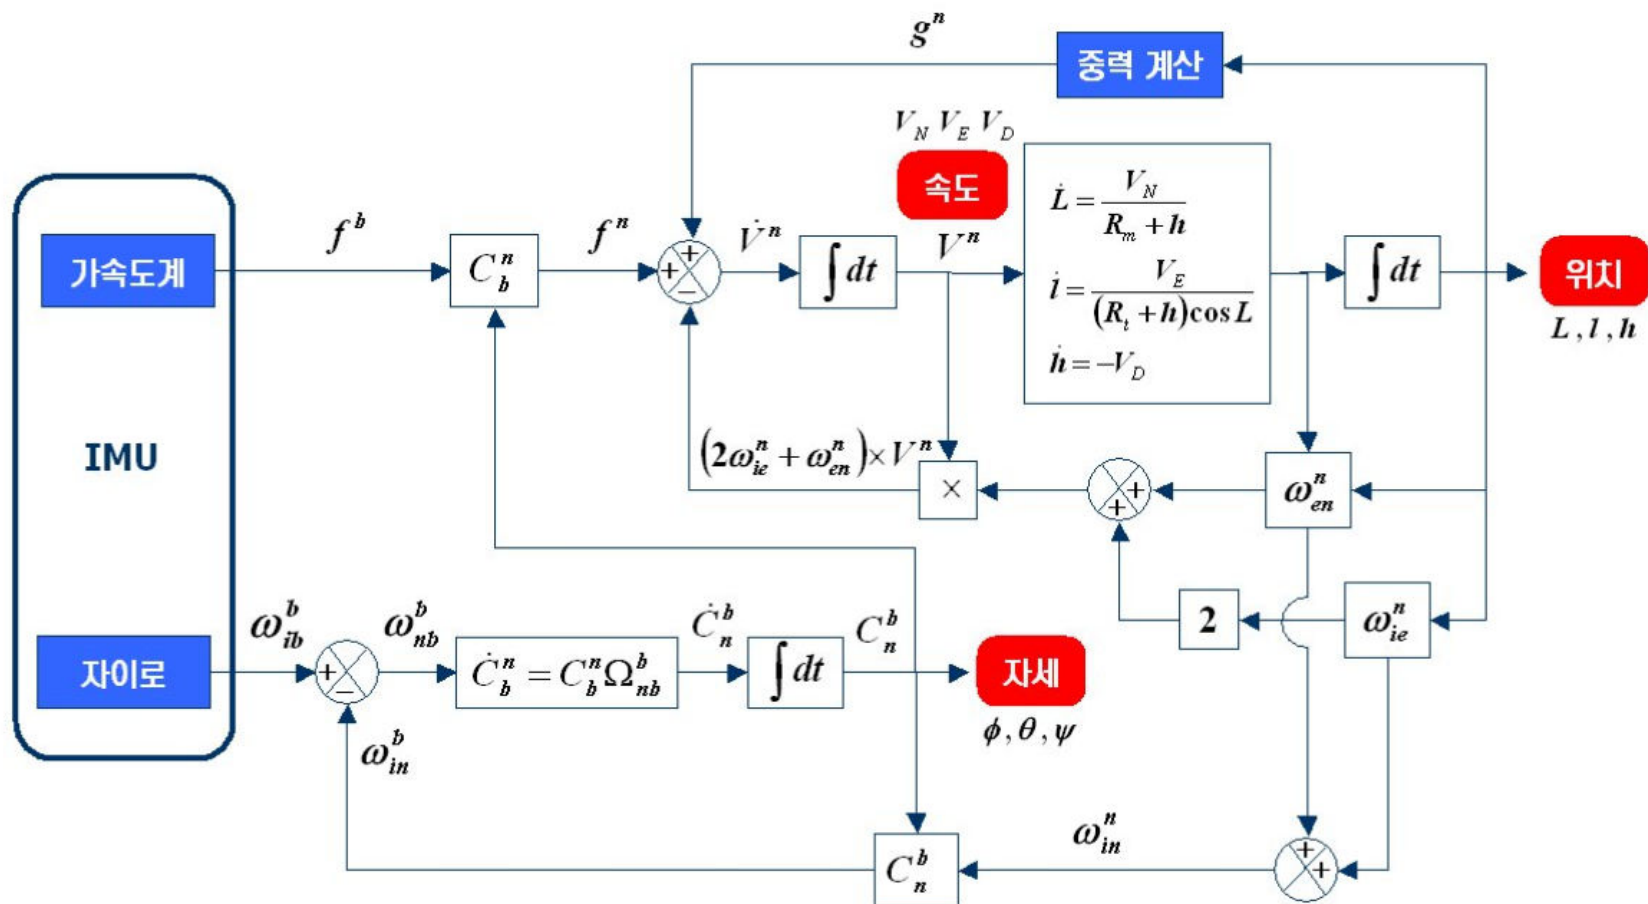 gⁿ
중력 계산
V_N V_E V_D
속도
L̇ = V_N / (R_m + h)
l̇ = V_E / ((R_t + h) cos L)
ḣ = −V_D
가속도계
f^b
C_b^n
f^n
+ + −
V̇^n
∫dt
V^n
∫dt
위치
L , l , h
IMU
(2ω_ie^n + ω_en^n) × V^n
×
+ +
ω_en^n
2
ω_ie^n
자이로
ω_ib^b
+ −
ω_nb^b
Ċ_b^n = C_b^n Ω_nb^b
Ċ_n^b
∫dt
C_n^b
자세
ϕ , θ , ψ
ω_in^b
C_n^b
ω_in^n
+ +